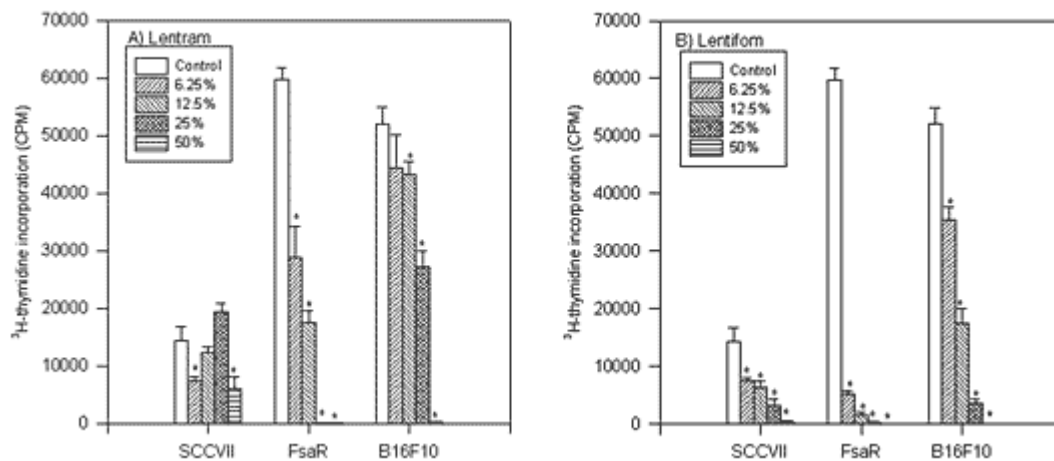 A) Lentram
Control
6.25%
12.5%
25%
50%
70000
60000
50000
40000
30000
20000
10000
0
³H-thymidine incorporation (CPM)
* * * * * * * * *
SCCVII FsaR B16F10
B) Lentifom
Control
6.25%
12.5%
25%
50%
70000
60000
50000
40000
30000
20000
10000
0
³H-thymidine incorporation (CPM)
* * * * * * * * * * * *
SCCVII FsaR B16F10